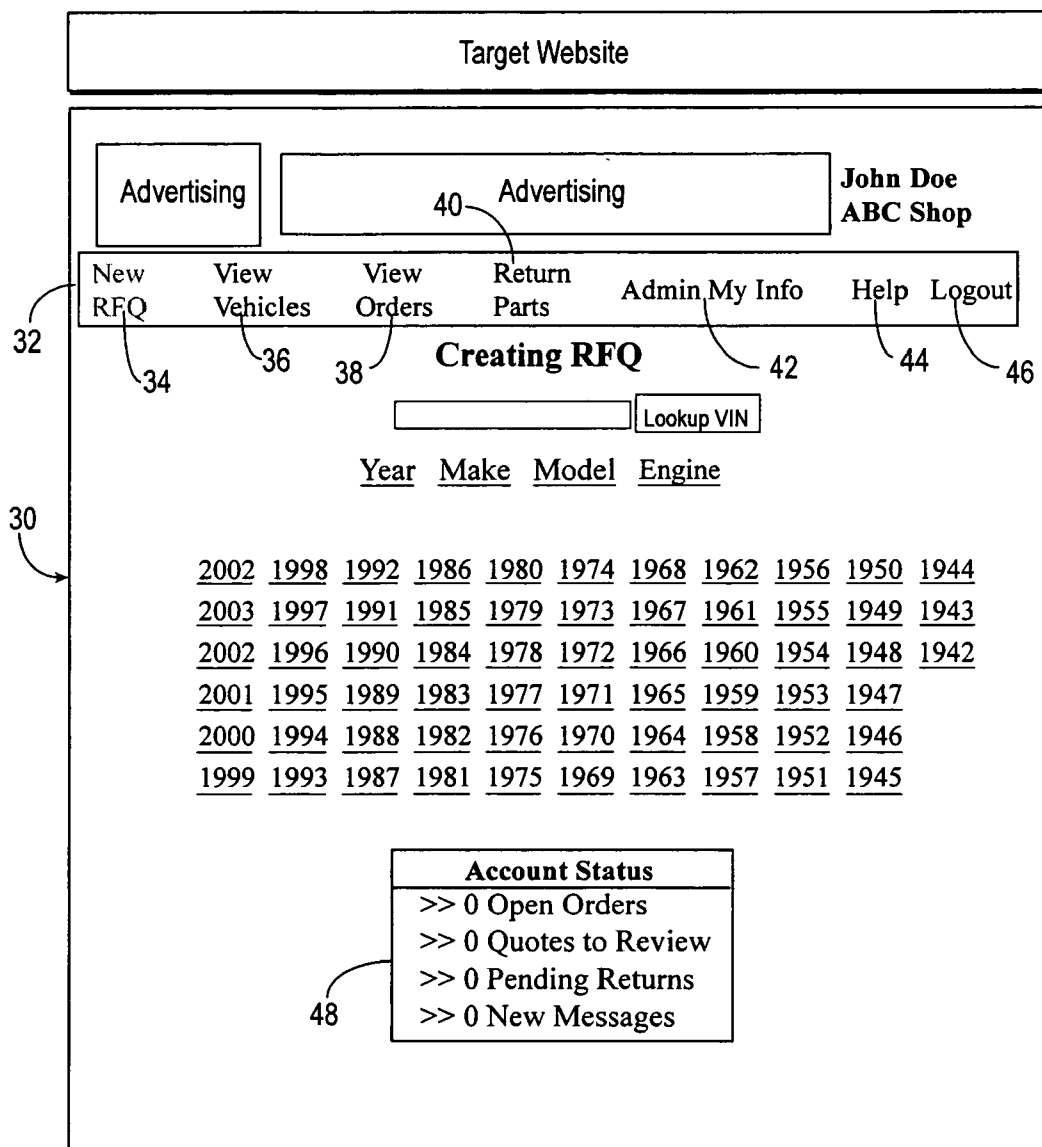 Target Website
Advertising
Advertising
John Doe
ABC Shop
40
New RFQ
View Vehicles
View Orders
Return Parts
Admin My Info
Help
Logout
32
34
36
38
42
44
46
Creating RFQ
Lookup VIN
Year Make Model Engine
30
2002 1998 1992 1986 1980 1974 1968 1962 1956 1950 1944
2003 1997 1991 1985 1979 1973 1967 1961 1955 1949 1943
2002 1996 1990 1984 1978 1972 1966 1960 1954 1948 1942
2001 1995 1989 1983 1977 1971 1965 1959 1953 1947
2000 1994 1988 1982 1976 1970 1964 1958 1952 1946
1999 1993 1987 1981 1975 1969 1963 1957 1951 1945
Account Status
>> 0 Open Orders
>> 0 Quotes to Review
>> 0 Pending Returns
>> 0 New Messages
48